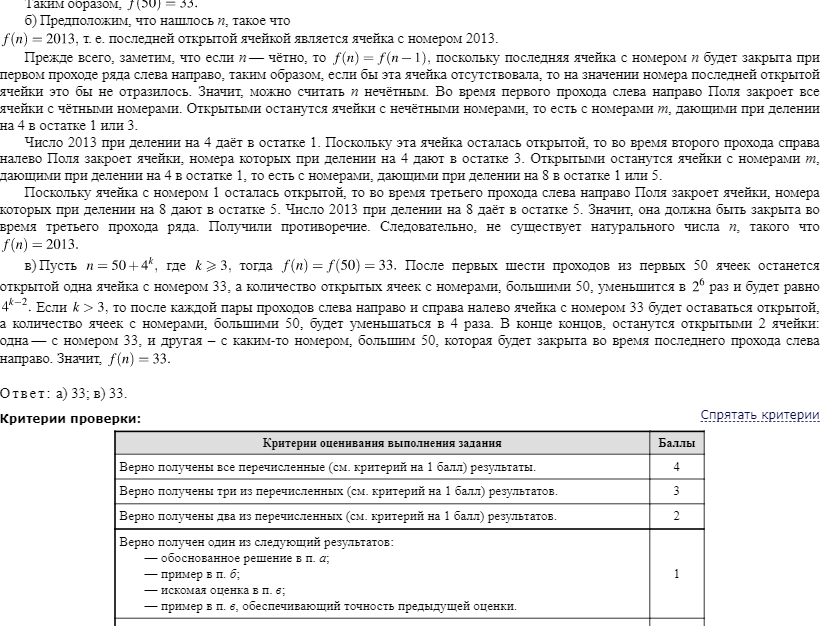 Таким образом, f(50) = 33.
б) Предположим, что нашлось n, такое что
f(n) = 2013, т. е. последней открытой ячейкой является ячейка с номером 2013.
Прежде всего, заметим, что если n — чётно, то f(n) = f(n−1), поскольку последняя ячейка с номером n будет закрыта при
первом проходе ряда слева направо, таким образом, если бы эта ячейка отсутствовала, то на значении номера последней открытой
ячейки это бы не отразилось. Значит, можно считать n нечётным. Во время первого прохода слева направо Поля закроет все
ячейки с чётными номерами. Открытыми останутся ячейки с нечётными номерами, то есть с номерами m, дающими при делении
на 4 в остатке 1 или 3.
Число 2013 при делении на 4 даёт в остатке 1. Поскольку эта ячейка осталась открытой, то во время второго прохода справа
налево Поля закроет ячейки, номера которых при делении на 4 дают в остатке 3. Открытыми останутся ячейки с номерами m,
дающими при делении на 4 в остатке 1, то есть с номерами, дающими при делении на 8 в остатке 1 или 5.
Поскольку ячейка с номером 1 осталась открытой, то во время третьего прохода слева направо Поля закроет ячейки, номера
которых при делении на 8 дают в остатке 5. Число 2013 при делении на 8 даёт в остатке 5. Значит, она должна быть закрыта во
время третьего прохода ряда. Получили противоречие. Следовательно, не существует натурального числа n, такого что
f(n) = 2013.
в) Пусть n = 50 + 4^k, где k ⩾ 3, тогда f(n) = f(50) = 33. После первых шести проходов из первых 50 ячеек останется
открытой одна ячейка с номером 33, а количество открытых ячеек с номерами, большими 50, уменьшится в 2^6 раз и будет равно
4^{k−2}. Если k > 3, то после каждой пары проходов слева направо и справа налево ячейка с номером 33 будет оставаться открытой,
а количество ячеек с номерами, большими 50, будет уменьшаться в 4 раза. В конце концов, останутся открытыми 2 ячейки:
одна — с номером 33, и другая – с каким-то номером, большим 50, которая будет закрыта во время последнего прохода слева
направо. Значит, f(n) = 33.
Ответ: а) 33; в) 33.
Критерии проверки:
Спрятать критерии
Критерии оценивания выполнения задания Баллы
Верно получены все перечисленные (см. критерий на 1 балл) результаты. 4
Верно получены три из перечисленных (см. критерий на 1 балл) результатов. 3
Верно получены два из перечисленных (см. критерий на 1 балл) результатов. 2
Верно получен один из следующий результатов:
— обоснованное решение в п. а;
— пример в п. б;
— искомая оценка в п. в;
— пример в п. в, обеспечивающий точность предыдущей оценки.
1